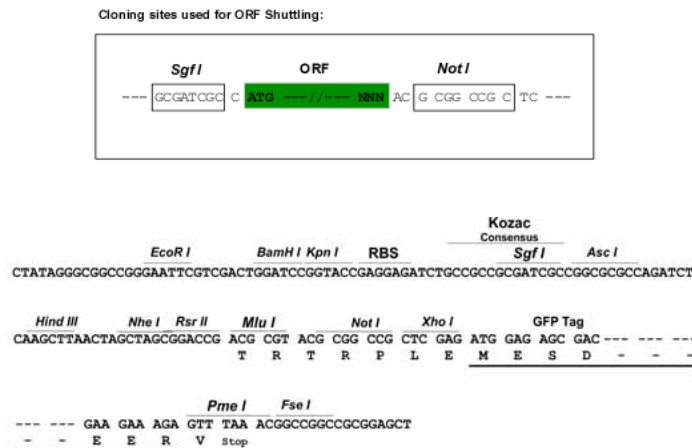 Cloning sites used for ORF Shuttling:
Sgf I ORF Not I
--- GCGATCGC C ATG ---//--- NNN AC G CGG CCG C TC ---
Kozac
Consensus
EcoR I BamH I Kpn I RBS Sgf I Asc I
CTATAGGGCGGCCGGGAATTCGTCGACTGGATCCGGTACCGAGGAGATCTGCCGCCGCGATCGCCGGCGCGCCAGATCT
Hind III Nhe I Rsr II Mlu I Not I Xho I GFP Tag
CAAGCTTAACTAGCTAGCGGACCG ACG CGT ACG CGG CCG CTC GAG ATG GAG AGC GAC --- ---
T R T R P L E M E S D - - -
--- --- GAA GAA AGA GTT TAA ACGGCCGGCCGCGGAGCT
Pme I Fse I
- - E E R V Stop